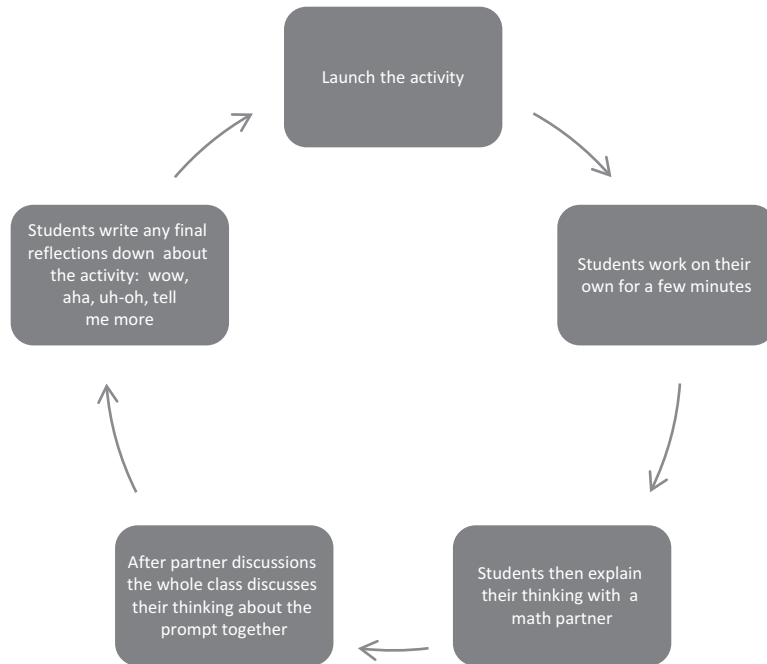 Launch the activity
Students work on their
own for a few minutes
Students then explain
their thinking with a
math partner
After partner discussions
the whole class discusses
their thinking about the
prompt together
Students write any final
reflections down about
the activity: wow,
aha, uh-oh, tell
me more